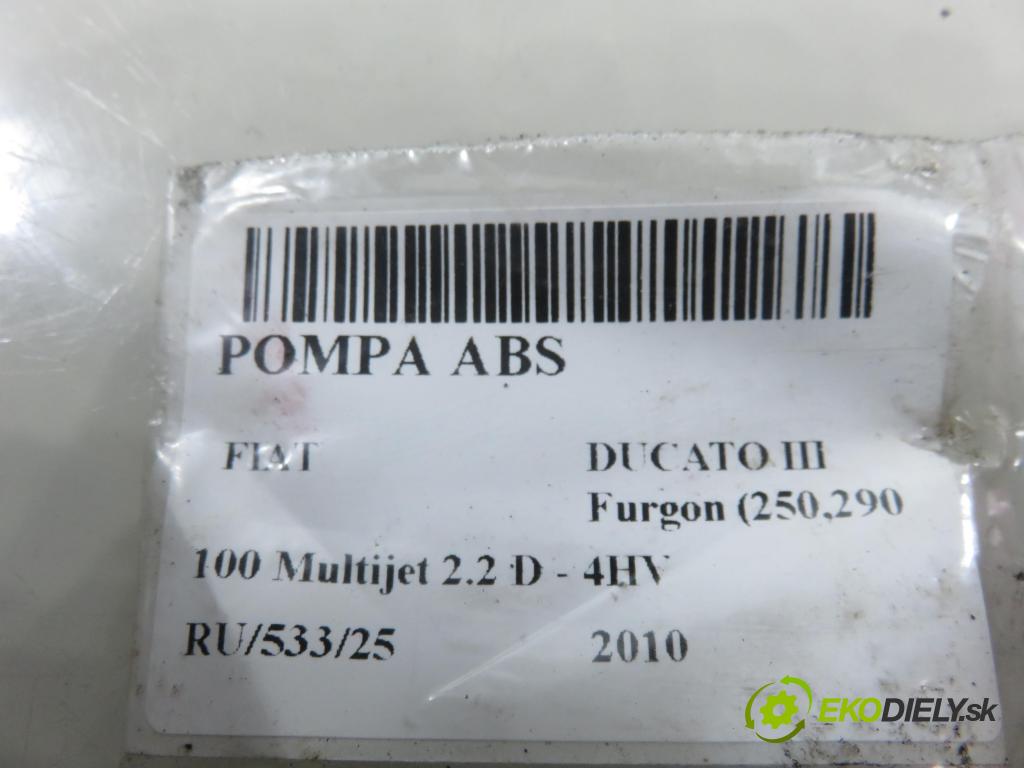 POMPA ABS
FIAT DUCATO III
Furgon (250,290
100 Multijet 2.2 D - 4HV
RU/533/25 2010
EKODIELY.sk